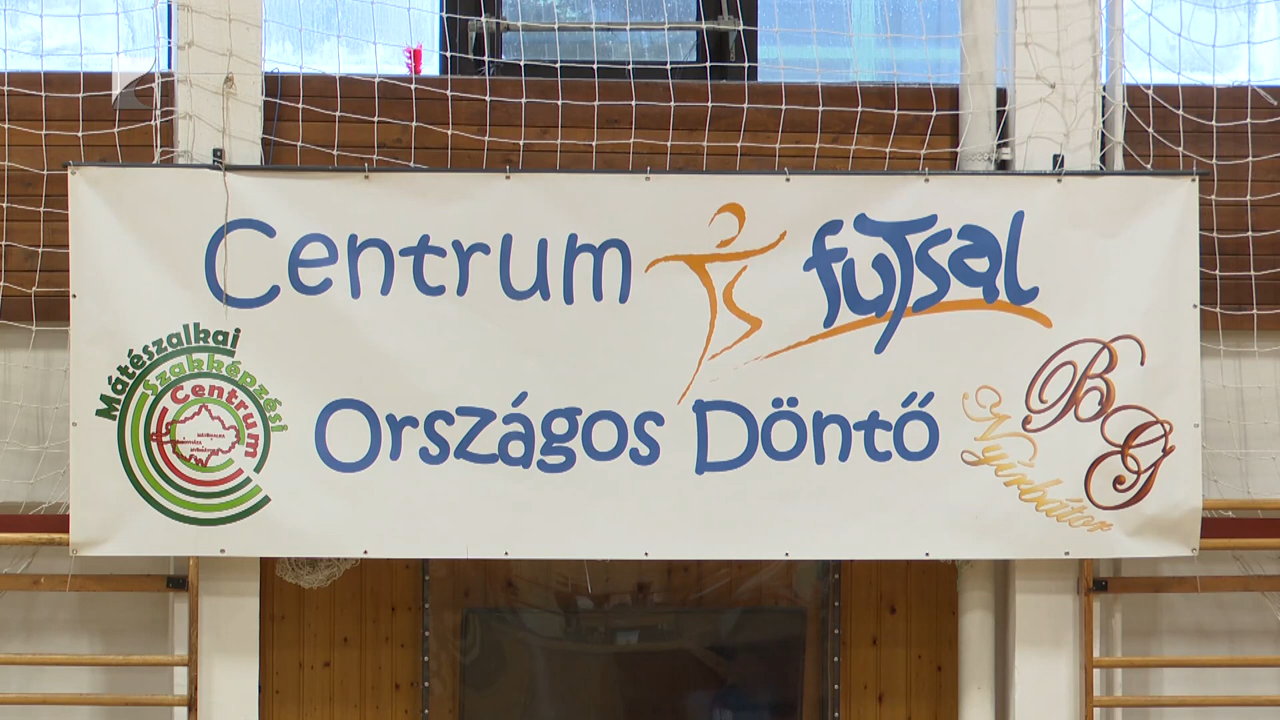 Centrum futsal
Országos Döntő
Mátészalkai
Szakképzési
Centrum
BG
Nyírbátor